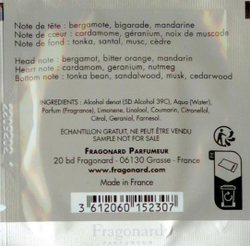 Note de tête : bergamote, bigarade, mandarine
Note de cœur : cardamome, géranium, noix de muscade
Note de fond : tonka, santal, musc, cèdre
Head note : bergamot, bitter orange, mandarin
Heart note : cardamom, geranium, nutmeg
Bottom note : tonka bean, sandalwood, musk, cedarwood
INGREDIENTS : Alcohol denat (SD Alcohol 39C), Aqua (Water),
Parfum (Fragrance), Limonene, Linalool, Coumarin, Citronellol,
Citral, Geraniol, Farnesol.
ÉCHANTILLON GRATUIT, NE PEUT ÊTRE VENDU
SAMPLE NOT FOR SALE
FRAGONARD PARFUMEUR
20 bd Fragonard - 06130 Grasse - France
www.fragonard.com
Made in France
3 612060 152307
Fragonard
PARFUMEUR